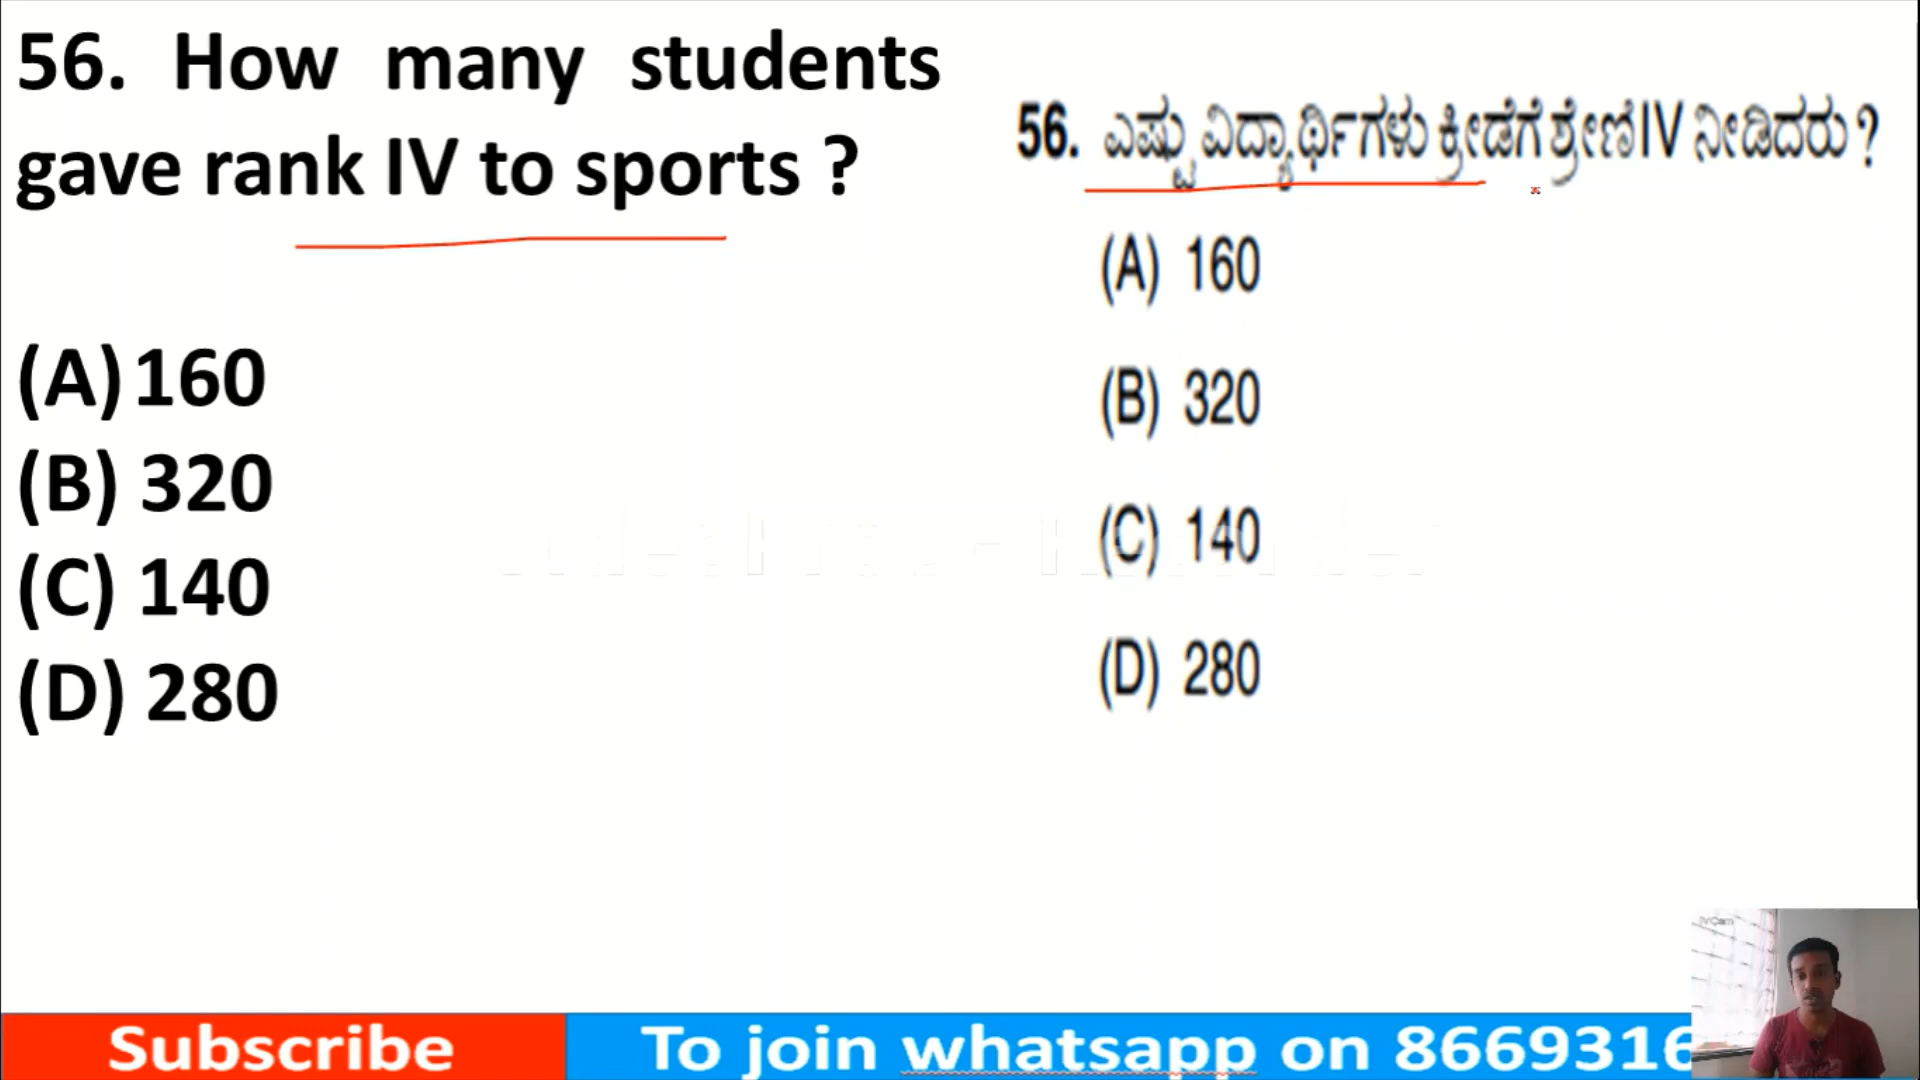 56. How many students
gave rank IV to sports ?
(A) 160
(B) 320
(C) 140
(D) 280
56. ಎಷ್ಟು ವಿದ್ಯಾರ್ಥಿಗಳು ಕ್ರೀಡೆಗೆ ಶ್ರೇಣಿ IV ನೀಡಿದರು ?
(A) 160
(B) 320
(C) 140
(D) 280
Subscribe
To join whatsapp on 8669316